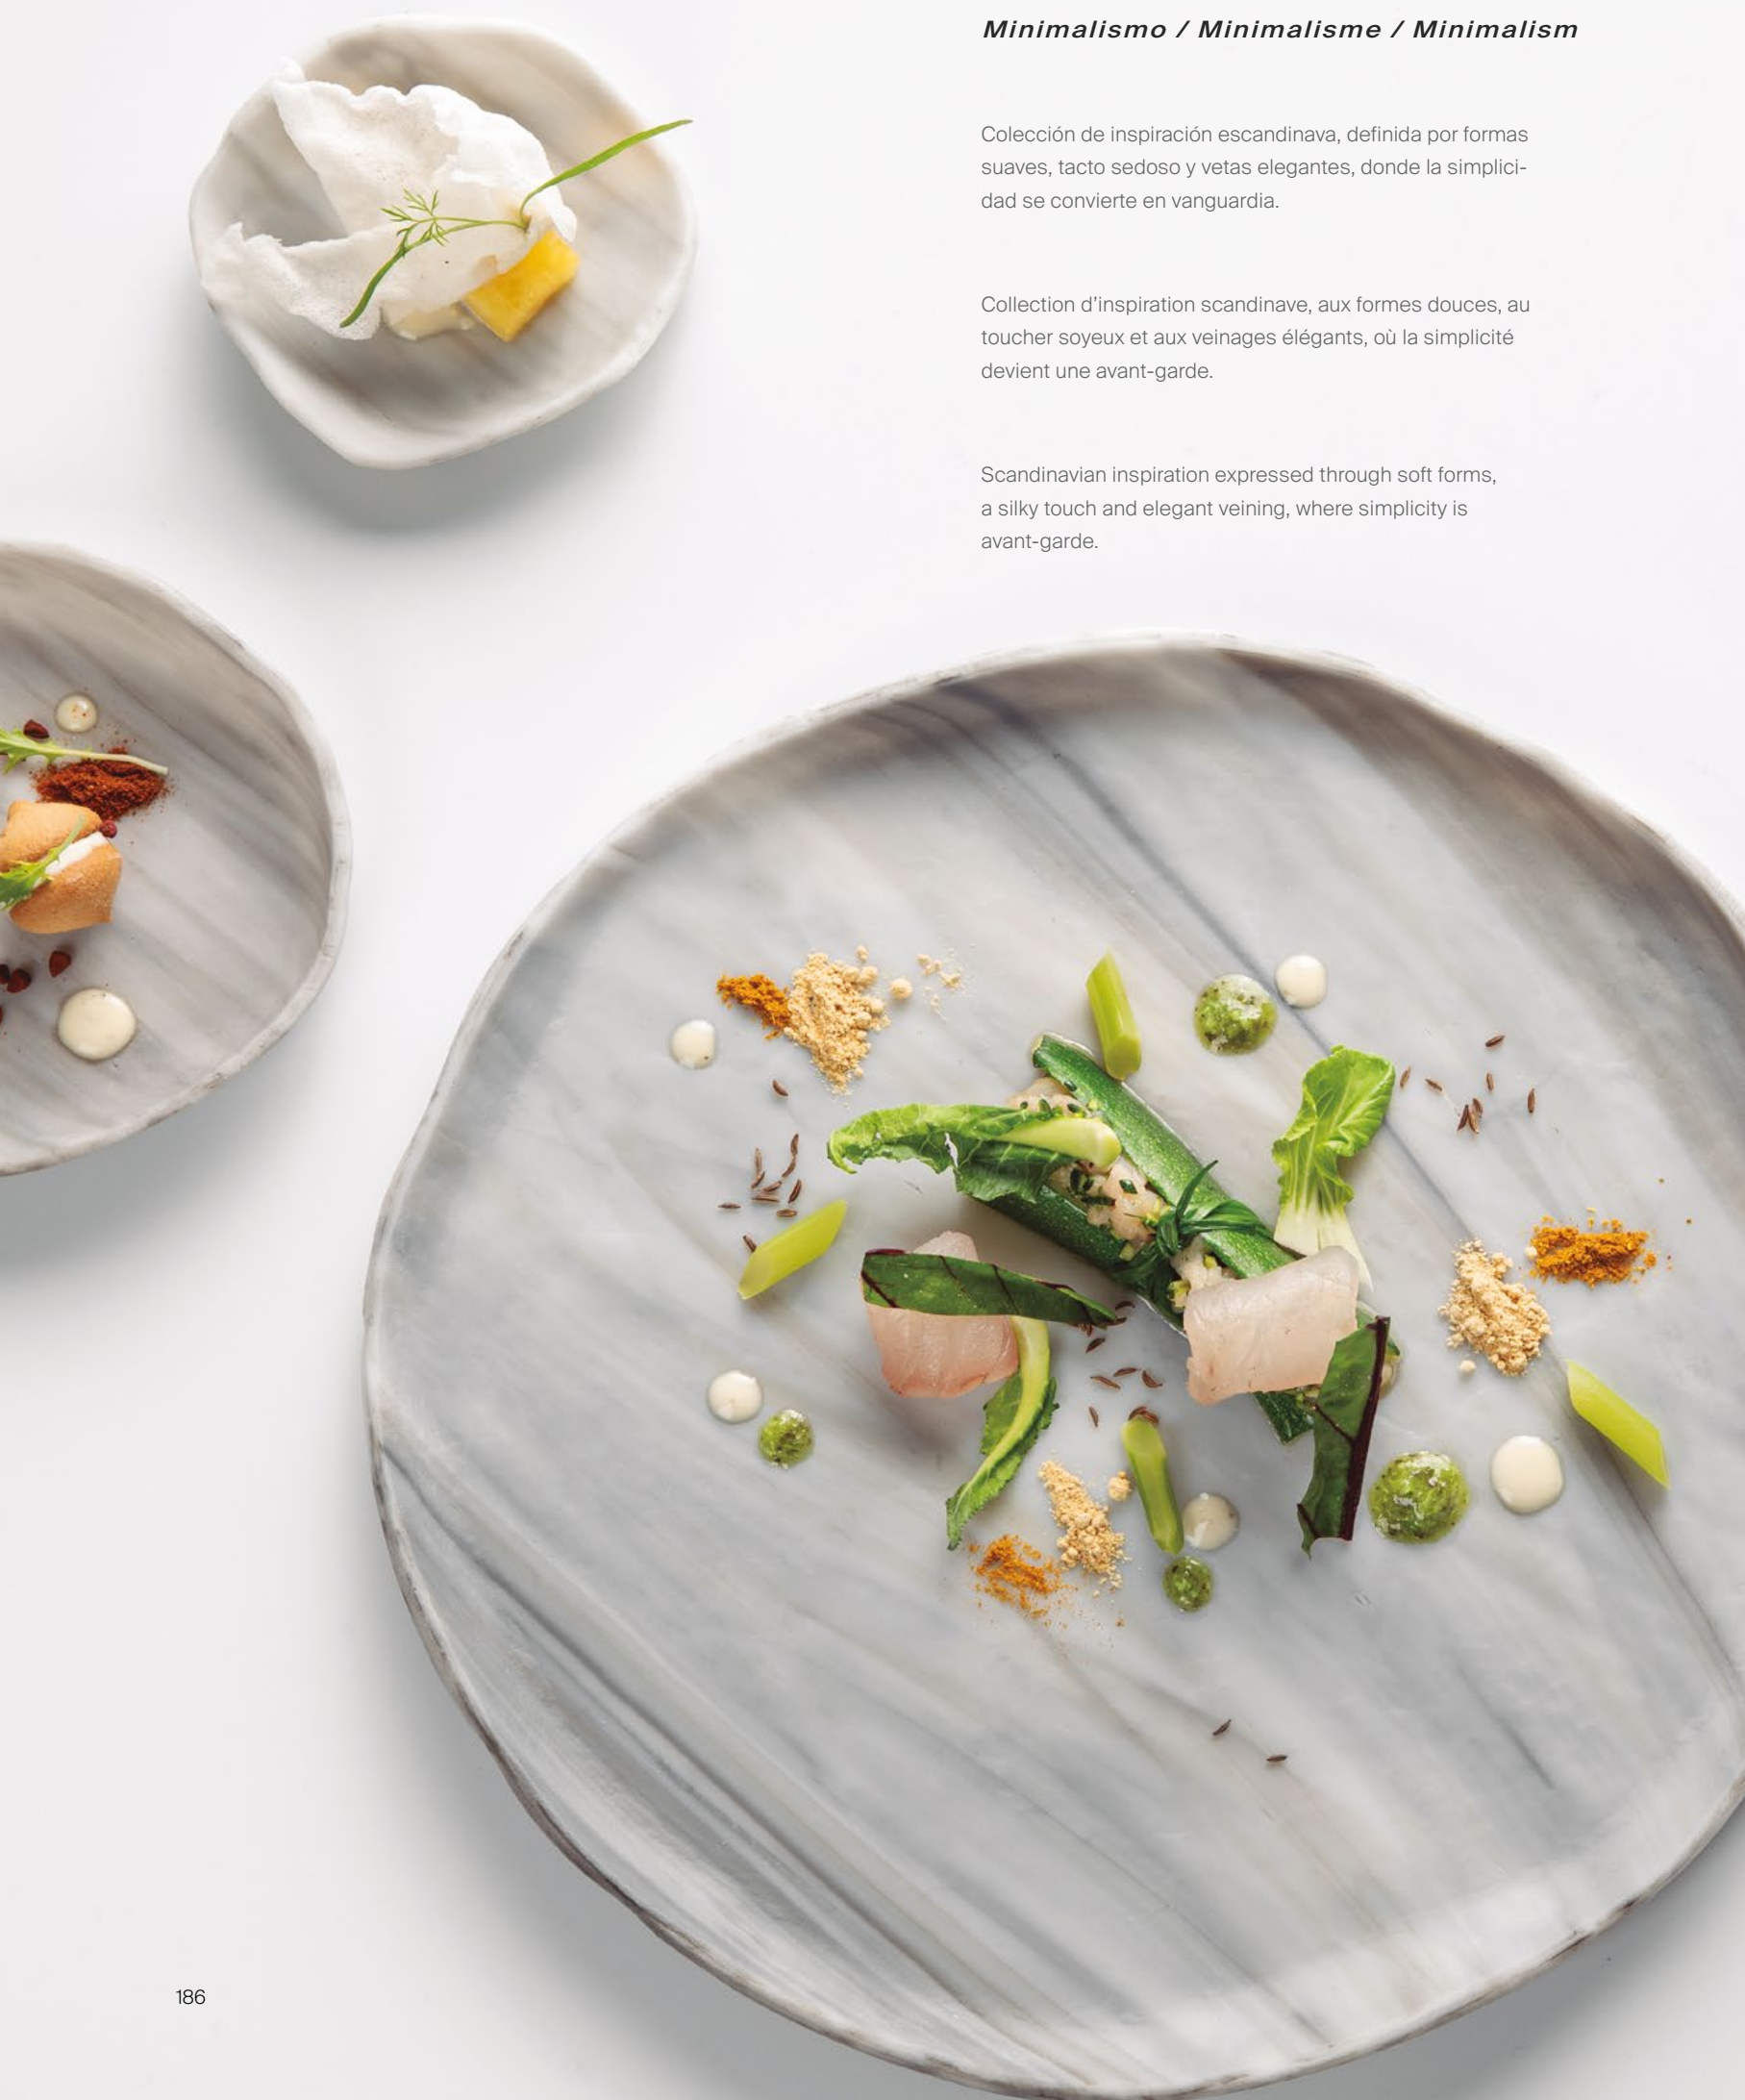 Minimalismo / Minimalisme / Minimalism
Colección de inspiración escandinava, definida por formas
suaves, tacto sedoso y vetas elegantes, donde la simplici-
dad se convierte en vanguardia.
Collection d’inspiration scandinave, aux formes douces, au
toucher soyeux et aux veinages élégants, où la simplicité
devient une avant-garde.
Scandinavian inspiration expressed through soft forms,
a silky touch and elegant veining, where simplicity is
avant-garde.
186